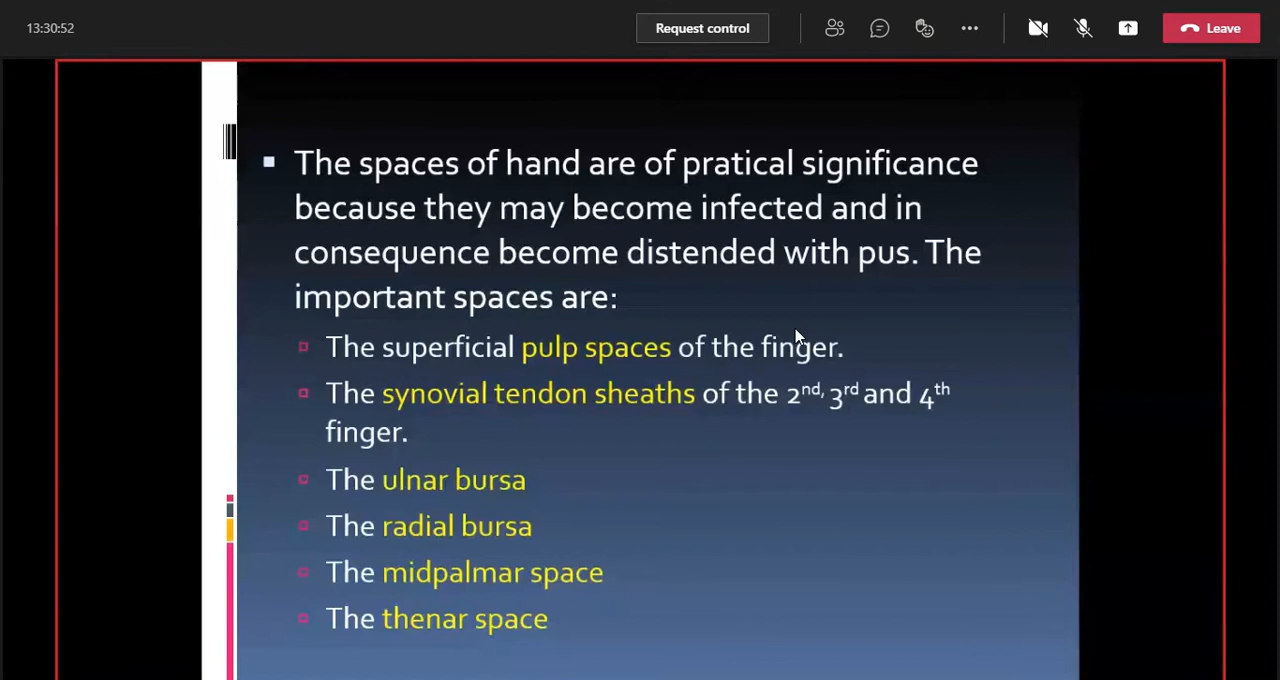 13:30:52
Request control
Leave
The spaces of hand are of pratical significance
because they may become infected and in
consequence become distended with pus. The
important spaces are:
The superficial pulp spaces of the finger.
The synovial tendon sheaths of the 2nd, 3rd and 4th
finger.
The ulnar bursa
The radial bursa
The midpalmar space
The thenar space